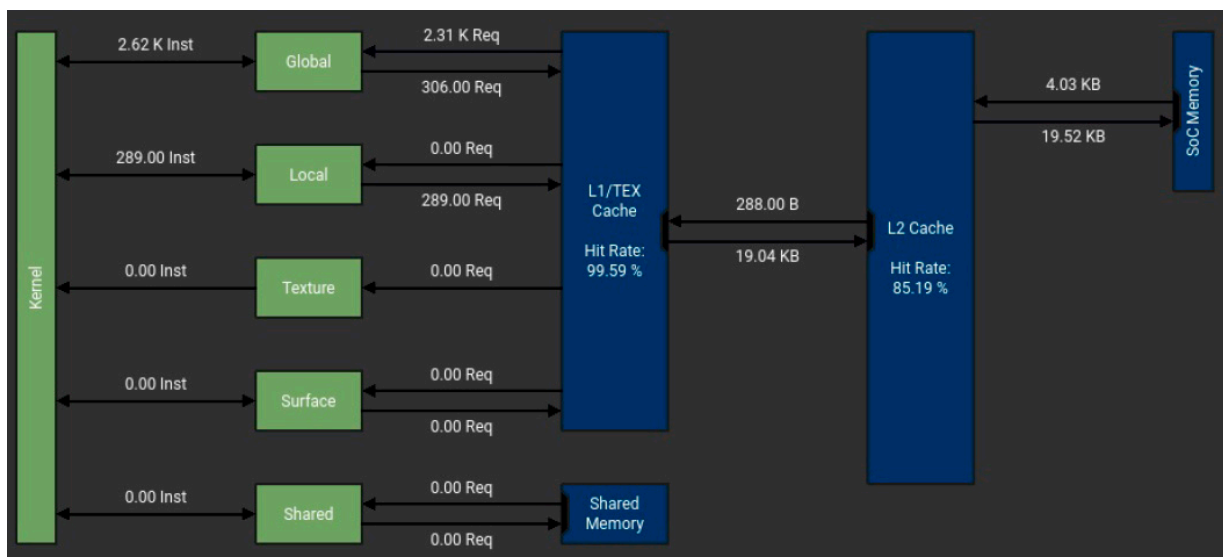 Kernel
2.62 K Inst
Global
2.31 K Req
306.00 Req
289.00 Inst
Local
0.00 Req
289.00 Req
0.00 Inst
Texture
0.00 Req
0.00 Inst
Surface
0.00 Req
0.00 Req
0.00 Inst
Shared
0.00 Req
0.00 Req
L1/TEX
Cache
Hit Rate:
99.59 %
Shared
Memory
288.00 B
19.04 KB
L2 Cache
Hit Rate:
85.19 %
4.03 KB
19.52 KB
SoC Memory